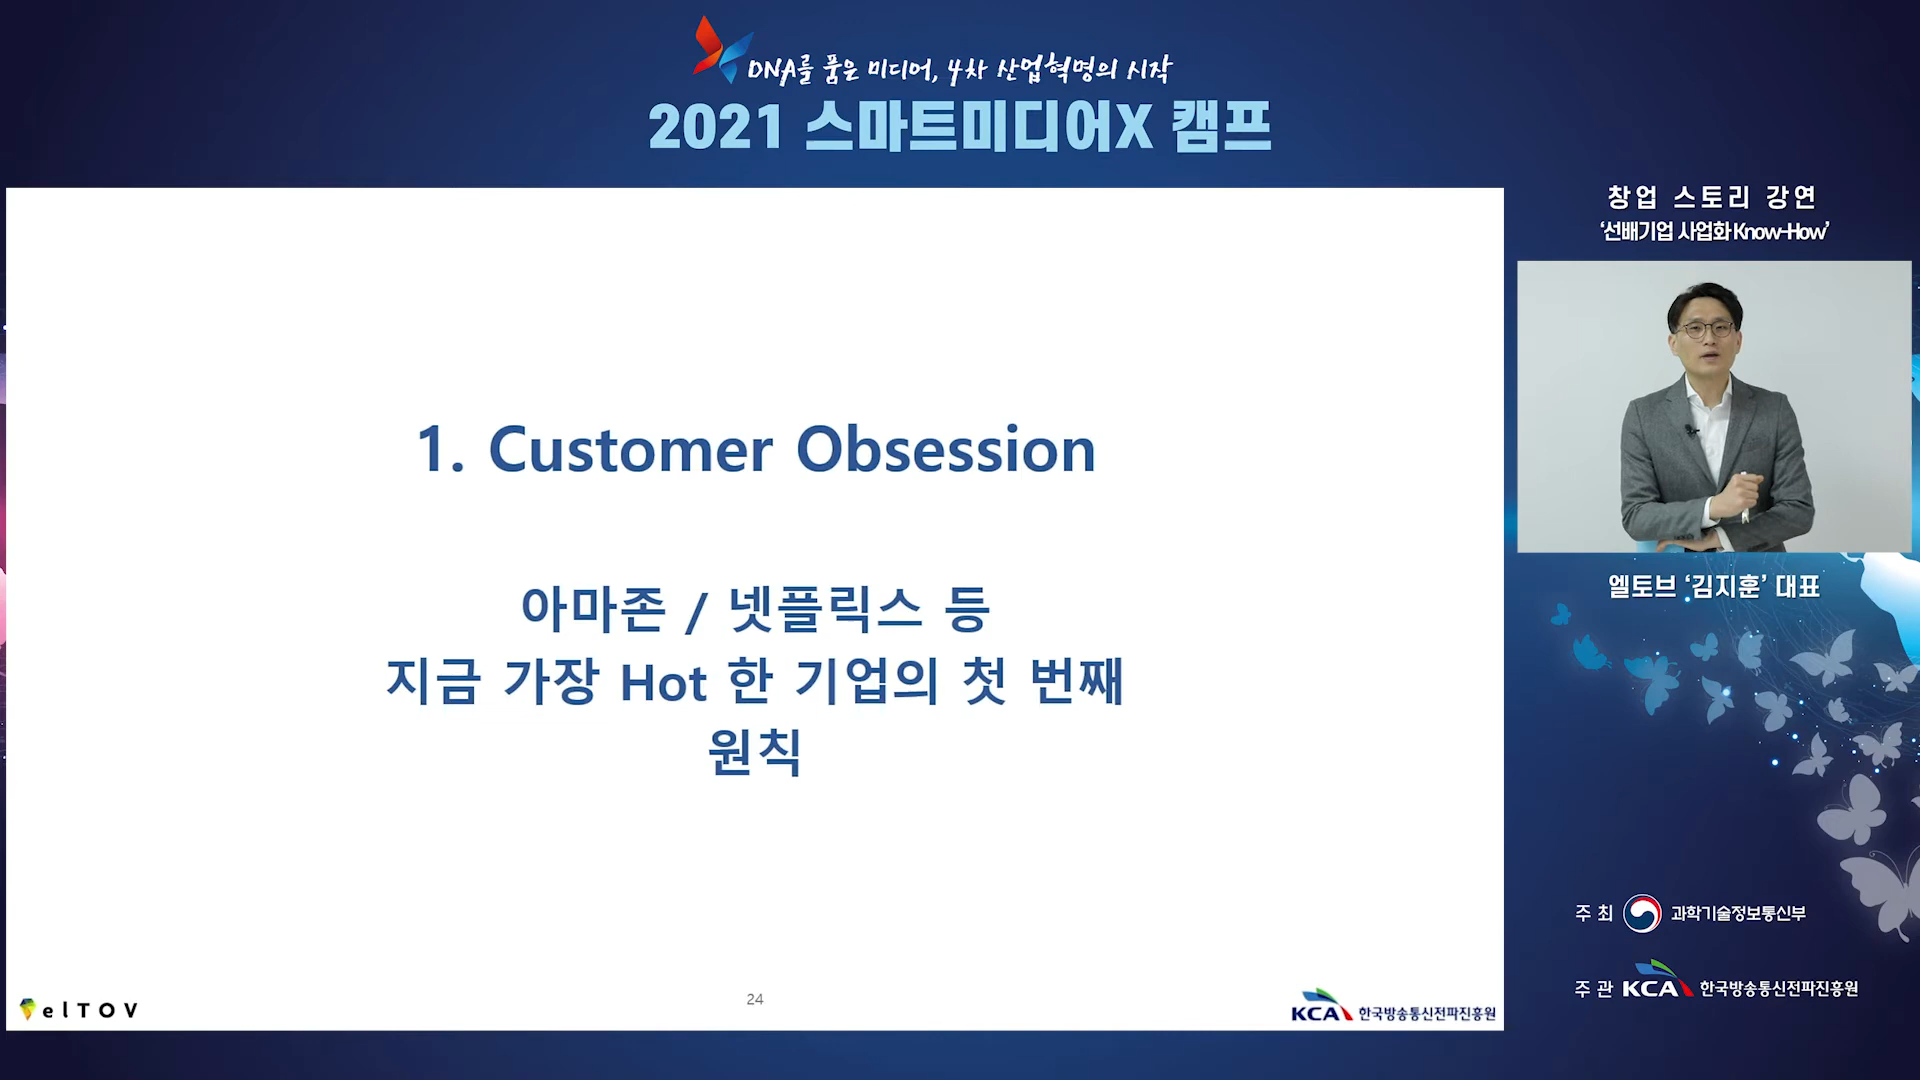 DNA를 품은 미디어, 4차 산업혁명의 시작
2021 스마트미디어X 캠프
창업 스토리 강연
‘선배기업 사업화 Know-How’
1. Customer Obsession
아마존 / 넷플릭스 등
지금 가장 Hot 한 기업의 첫 번째
원칙
엘토브 ‘김지훈’ 대표
주최 과학기술정보통신부
주관 KCA 한국방송통신전파진흥원
elTOV
24
KCA 한국방송통신전파진흥원